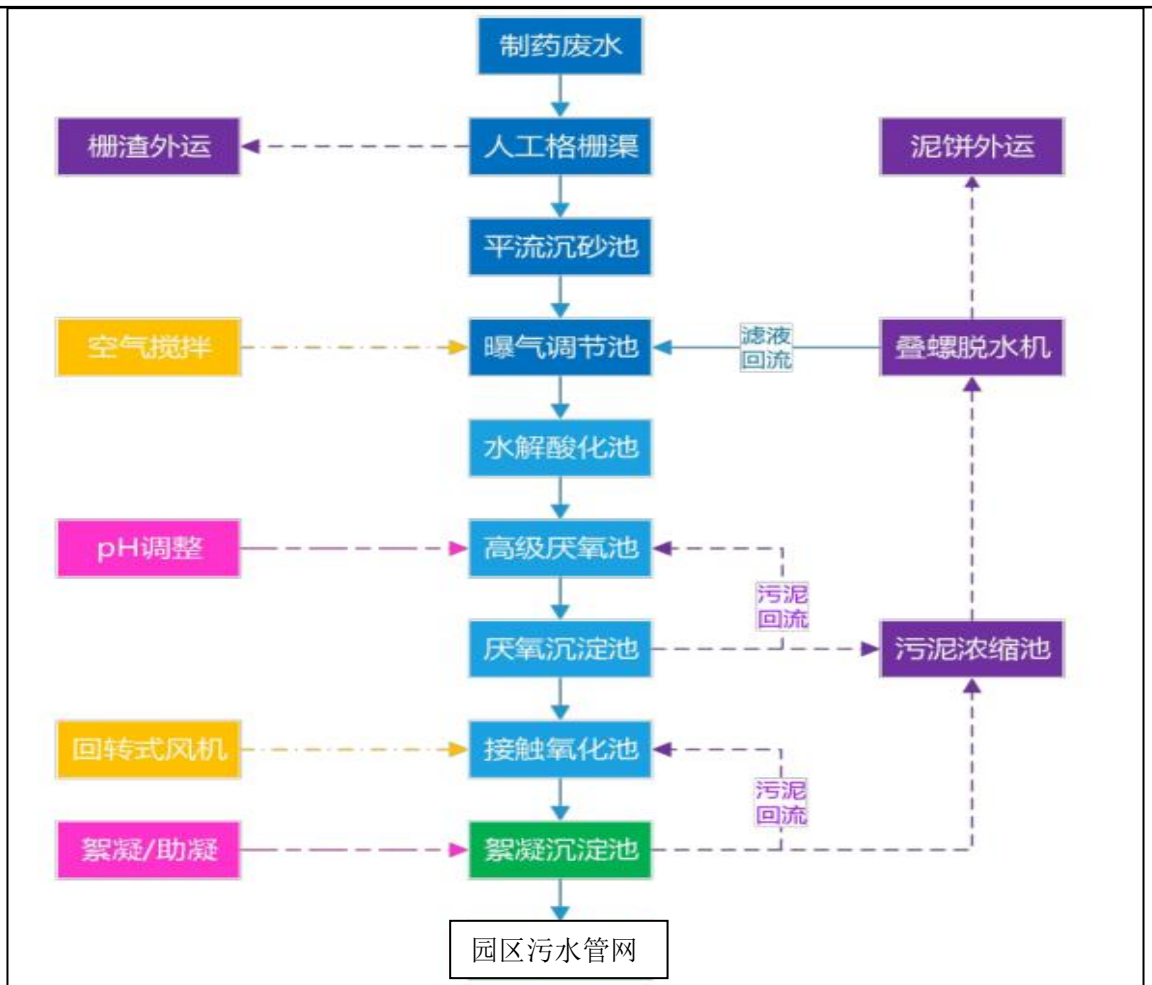 制药废水
栅渣外运
人工格栅渠
泥饼外运
平流沉砂池
空气搅拌
曝气调节池
滤液
回流
叠螺脱水机
水解酸化池
pH调整
高级厌氧池
污泥
回流
厌氧沉淀池
污泥浓缩池
回转式风机
接触氧化池
污泥
回流
絮凝/助凝
絮凝沉淀池
园区污水管网